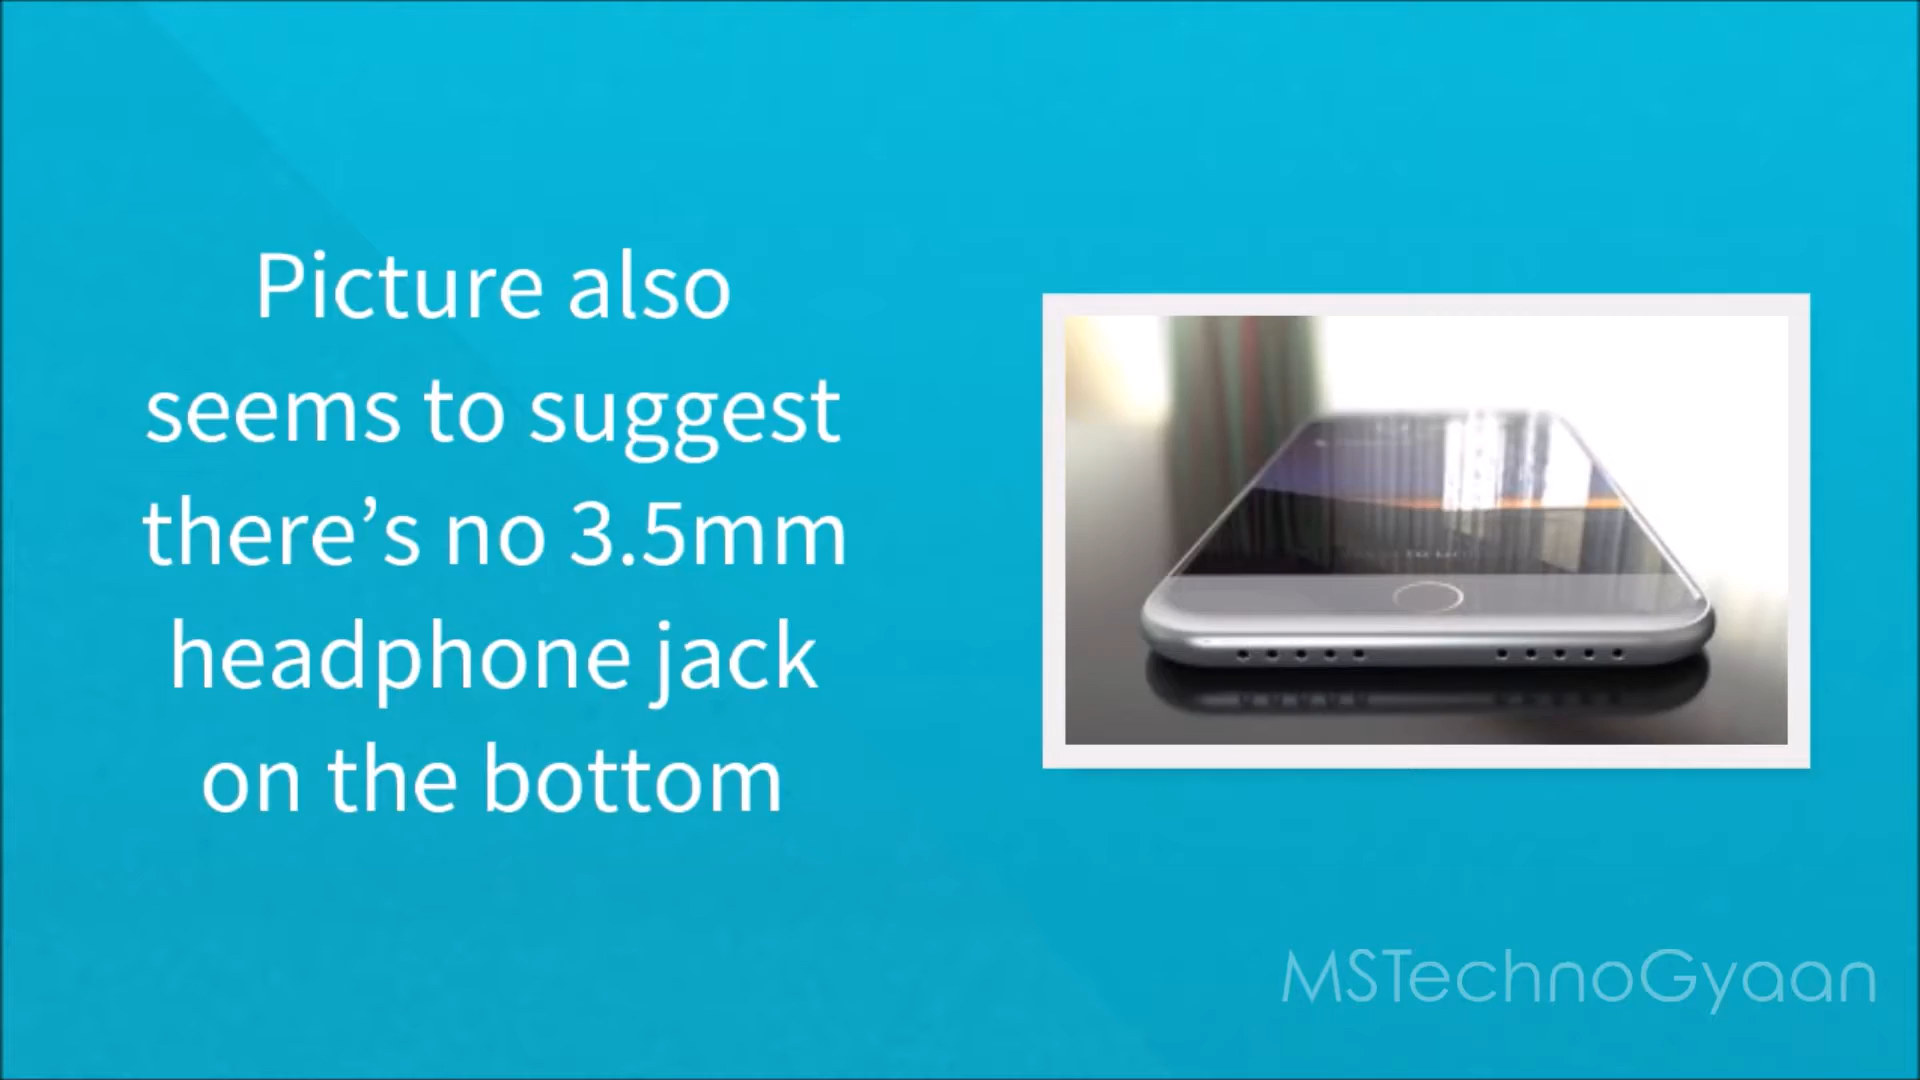 Picture also
seems to suggest
there’s no 3.5mm
headphone jack
on the bottom
MSTechnoGyaan